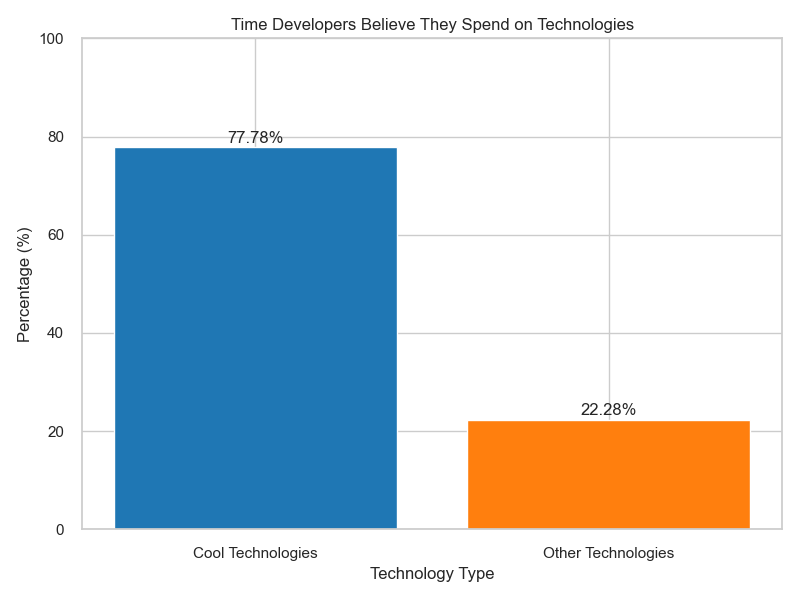 Time Developers Believe They Spend on Technologies
100
80
60
40
20
0
Percentage (%)
77.78%
22.28%
Cool Technologies
Other Technologies
Technology Type